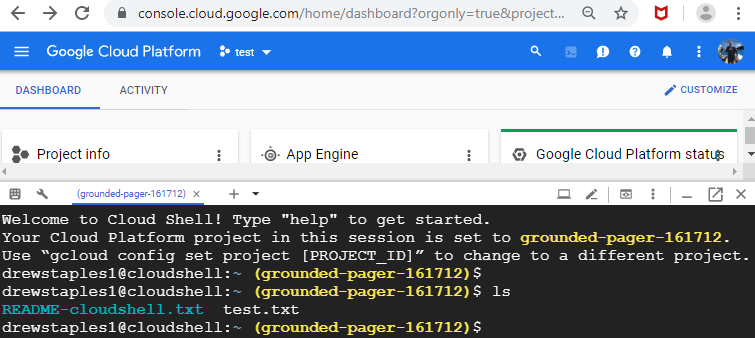 console.cloud.google.com/home/dashboard?orgonly=true&project...
Google Cloud Platform test
DASHBOARD ACTIVITY CUSTOMIZE
Project info App Engine Google Cloud Platform status
(grounded-pager-161712) × +
Welcome to Cloud Shell! Type "help" to get started.
Your Cloud Platform project in this session is set to grounded-pager-161712.
Use “gcloud config set project [PROJECT_ID]” to change to a different project.
drewstaples1@cloudshell:~ (grounded-pager-161712)$
drewstaples1@cloudshell:~ (grounded-pager-161712)$ ls
README-cloudshell.txt test.txt
drewstaples1@cloudshell:~ (grounded-pager-161712)$